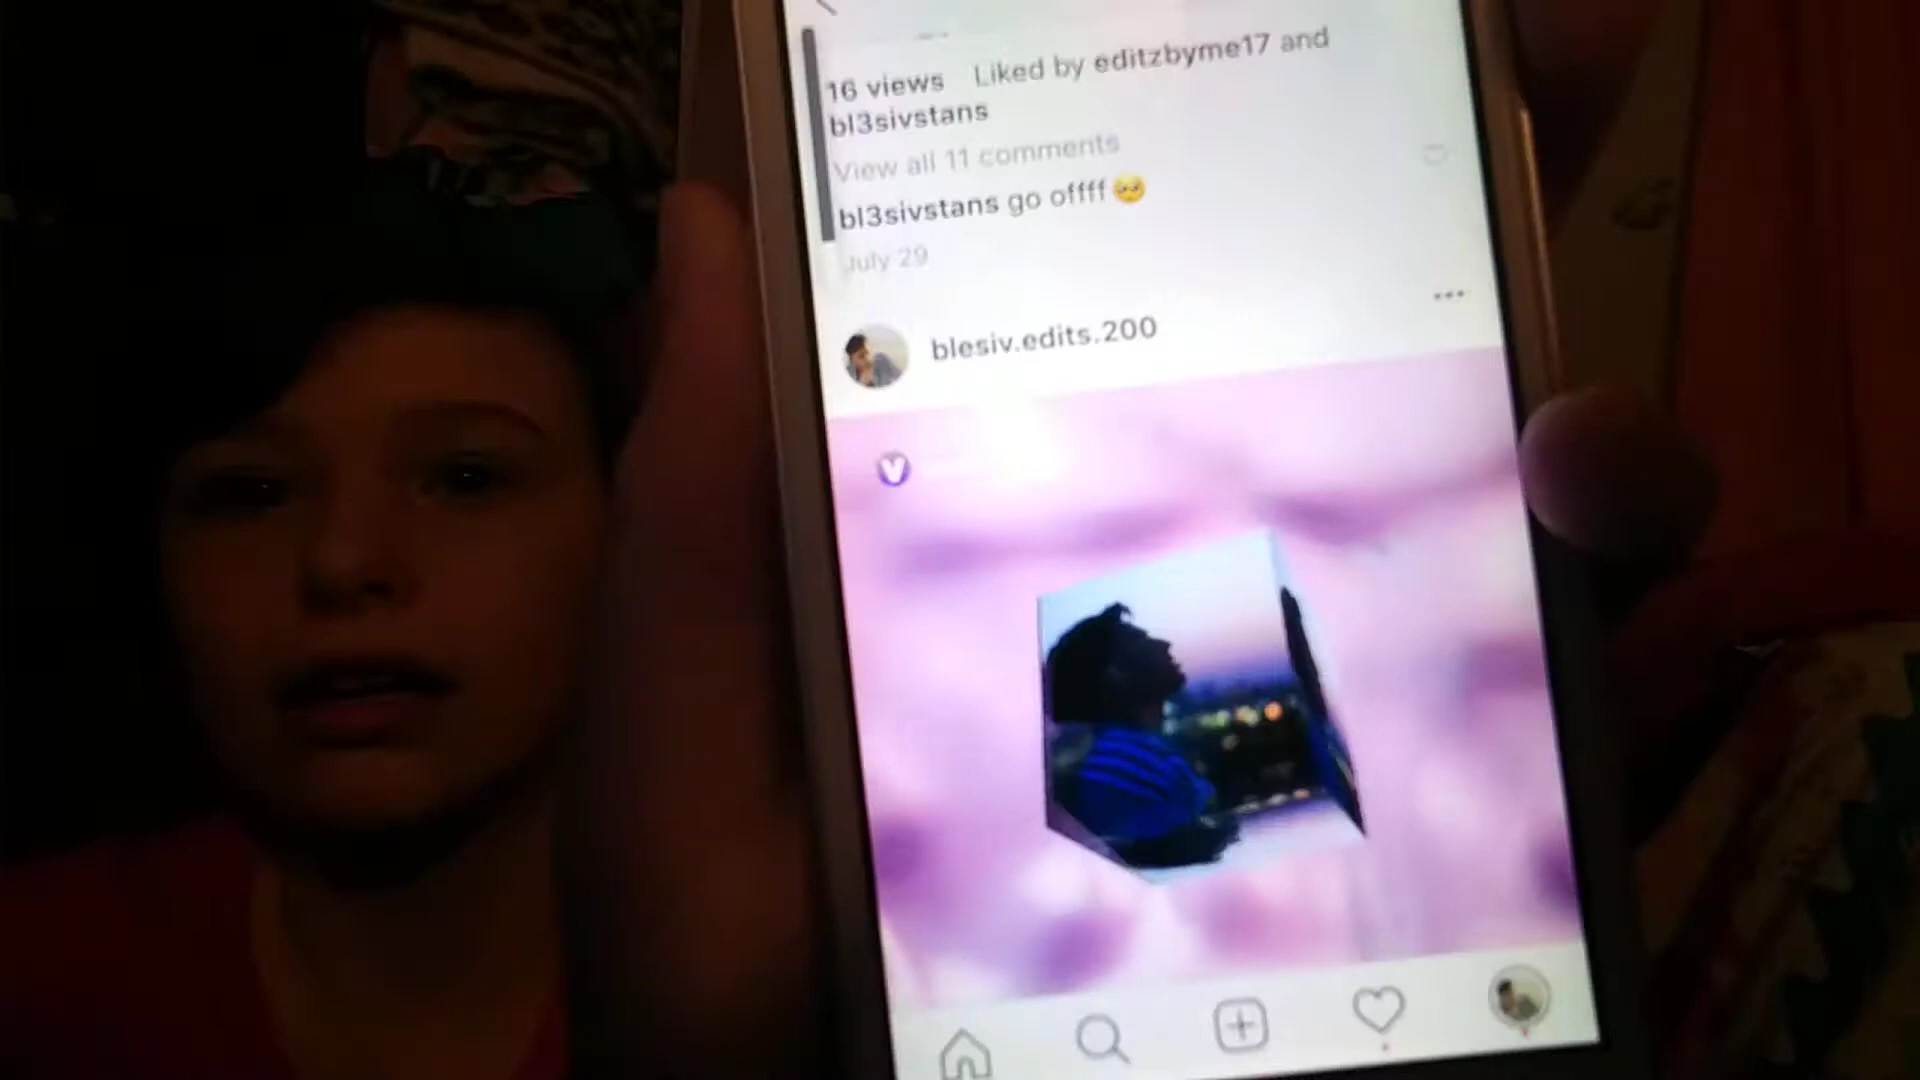 16 views Liked by editzbyme17 and
bl3sivstans
View all 11 comments
bl3sivstans go offff🥺
July 29
blesiv.edits.200
V